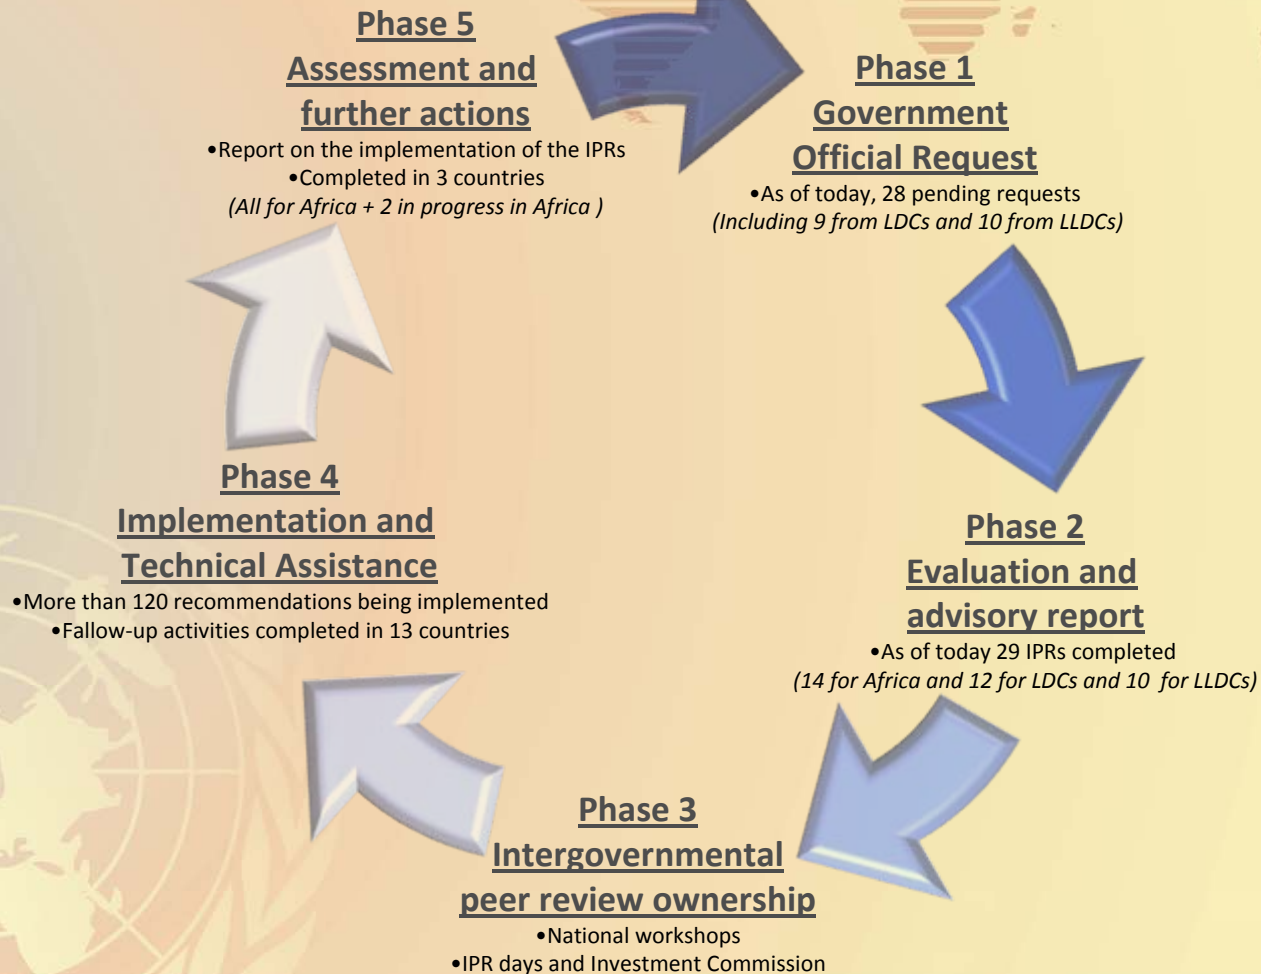 Phase 5
Assessment and
further actions
•Report on the implementation of the IPRs
•Completed in 3 countries
(All for Africa + 2 in progress in Africa )
Phase 1
Government
Official Request
•As of today, 28 pending requests
(Including 9 from LDCs and 10 from LLDCs)
Phase 2
Evaluation and
advisory report
•As of today 29 IPRs completed
(14 for Africa and 12 for LDCs and 10  for LLDCs)
Phase 3
Intergovernmental
peer review ownership
•National workshops
•IPR days and Investment Commission
Phase 4
Implementation and
Technical Assistance
•More than 120 recommendations being implemented
•Fallow-up activities completed in 13 countries